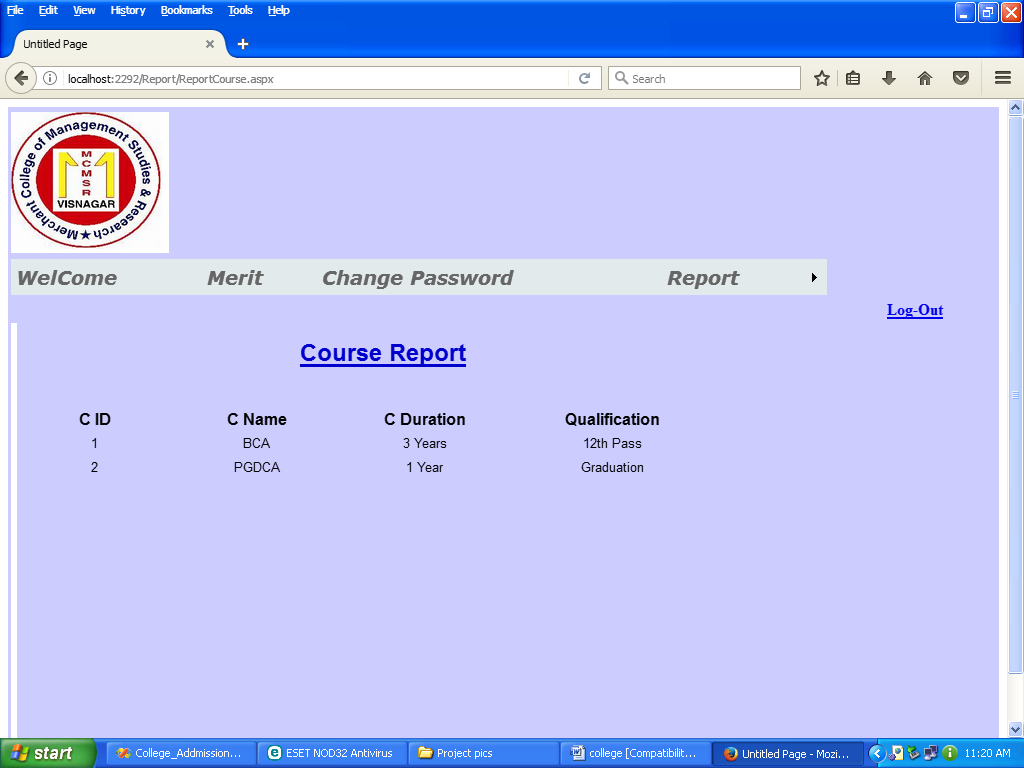 File Edit View History Bookmarks Tools Help
Untitled Page
localhost:2292/Report/ReportCourse.aspx
Search
Merchant College of Management Studies & Research
MCMSR
VISNAGAR
WelCome Merit Change Password Report
Log-Out
Course Report
C ID C Name C Duration Qualification
1 BCA 3 Years 12th Pass
2 PGDCA 1 Year Graduation
start College_Addmission... ESET NOD32 Antivirus Project pics college [Compatibilit... Untitled Page - Mozi... 11:20 AM